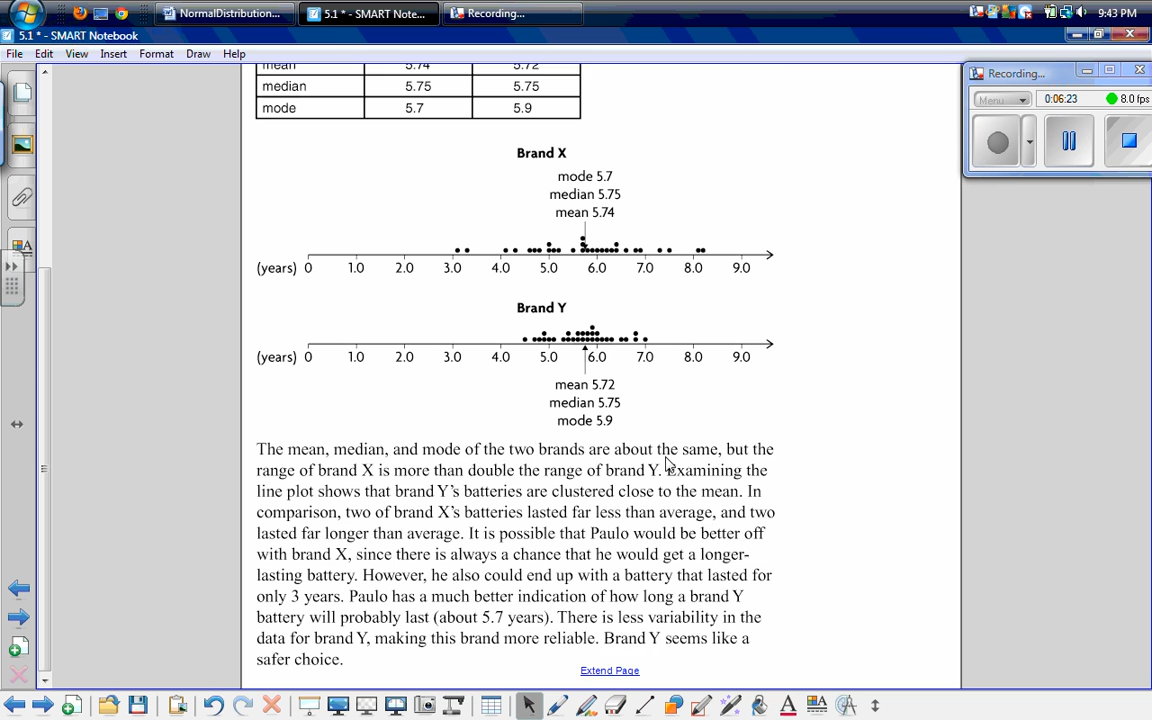 NormalDistribution...
5.1 * - SMART Note...
Recording...
9:43 PM
5.1 * - SMART Notebook
File Edit View Insert Format Draw Help
Recording...
Menu
0:06:23
8.0 fps
mean 5.74 5.72
median 5.75 5.75
mode 5.7 5.9
Brand X
mode 5.7
median 5.75
mean 5.74
(years) 0 1.0 2.0 3.0 4.0 5.0 6.0 7.0 8.0 9.0
Brand Y
(years) 0 1.0 2.0 3.0 4.0 5.0 6.0 7.0 8.0 9.0
mean 5.72
median 5.75
mode 5.9
The mean, median, and mode of the two brands are about the same, but the
range of brand X is more than double the range of brand Y. Examining the
line plot shows that brand Y's batteries are clustered close to the mean. In
comparison, two of brand X's batteries lasted far less than average, and two
lasted far longer than average. It is possible that Paulo would be better off
with brand X, since there is always a chance that he would get a longer-
lasting battery. However, he also could end up with a battery that lasted for
only 3 years. Paulo has a much better indication of how long a brand Y
battery will probably last (about 5.7 years). There is less variability in the
data for brand Y, making this brand more reliable. Brand Y seems like a
safer choice.
Extend Page